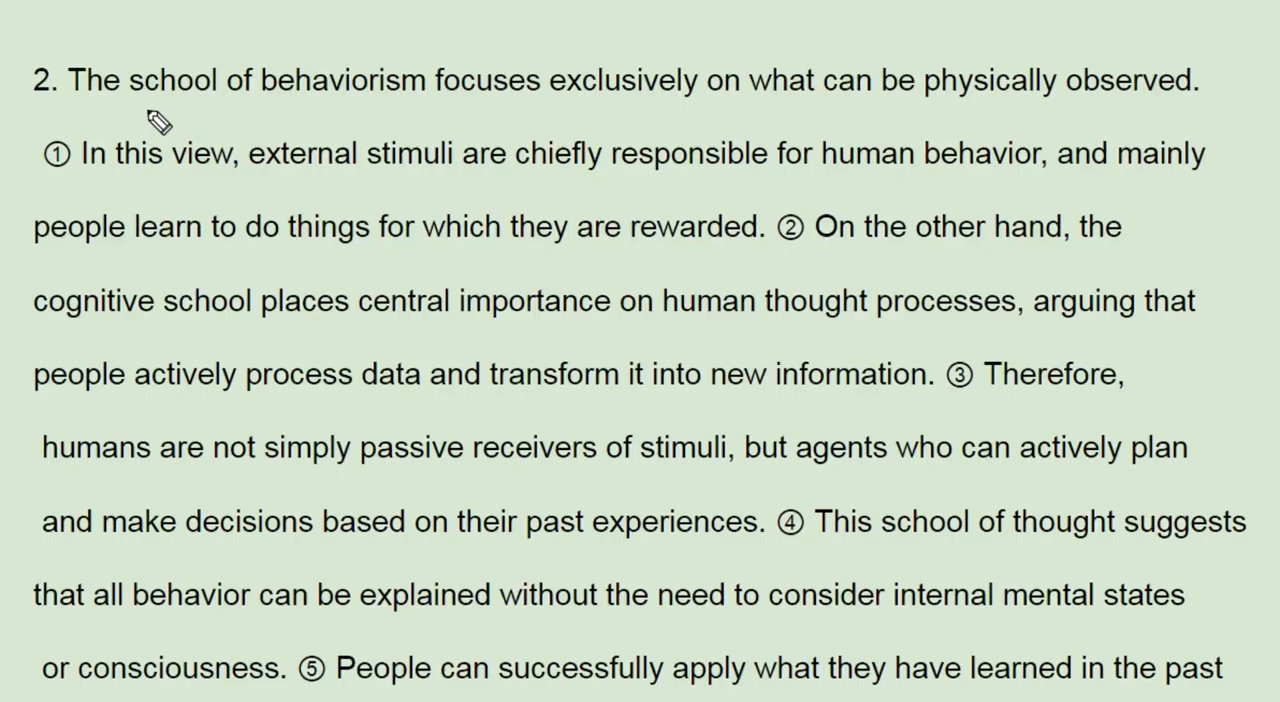 2. The school of behaviorism focuses exclusively on what can be physically observed.
① In this view, external stimuli are chiefly responsible for human behavior, and mainly
people learn to do things for which they are rewarded. ② On the other hand, the
cognitive school places central importance on human thought processes, arguing that
people actively process data and transform it into new information. ③ Therefore,
humans are not simply passive receivers of stimuli, but agents who can actively plan
and make decisions based on their past experiences. ④ This school of thought suggests
that all behavior can be explained without the need to consider internal mental states
or consciousness. ⑤ People can successfully apply what they have learned in the past